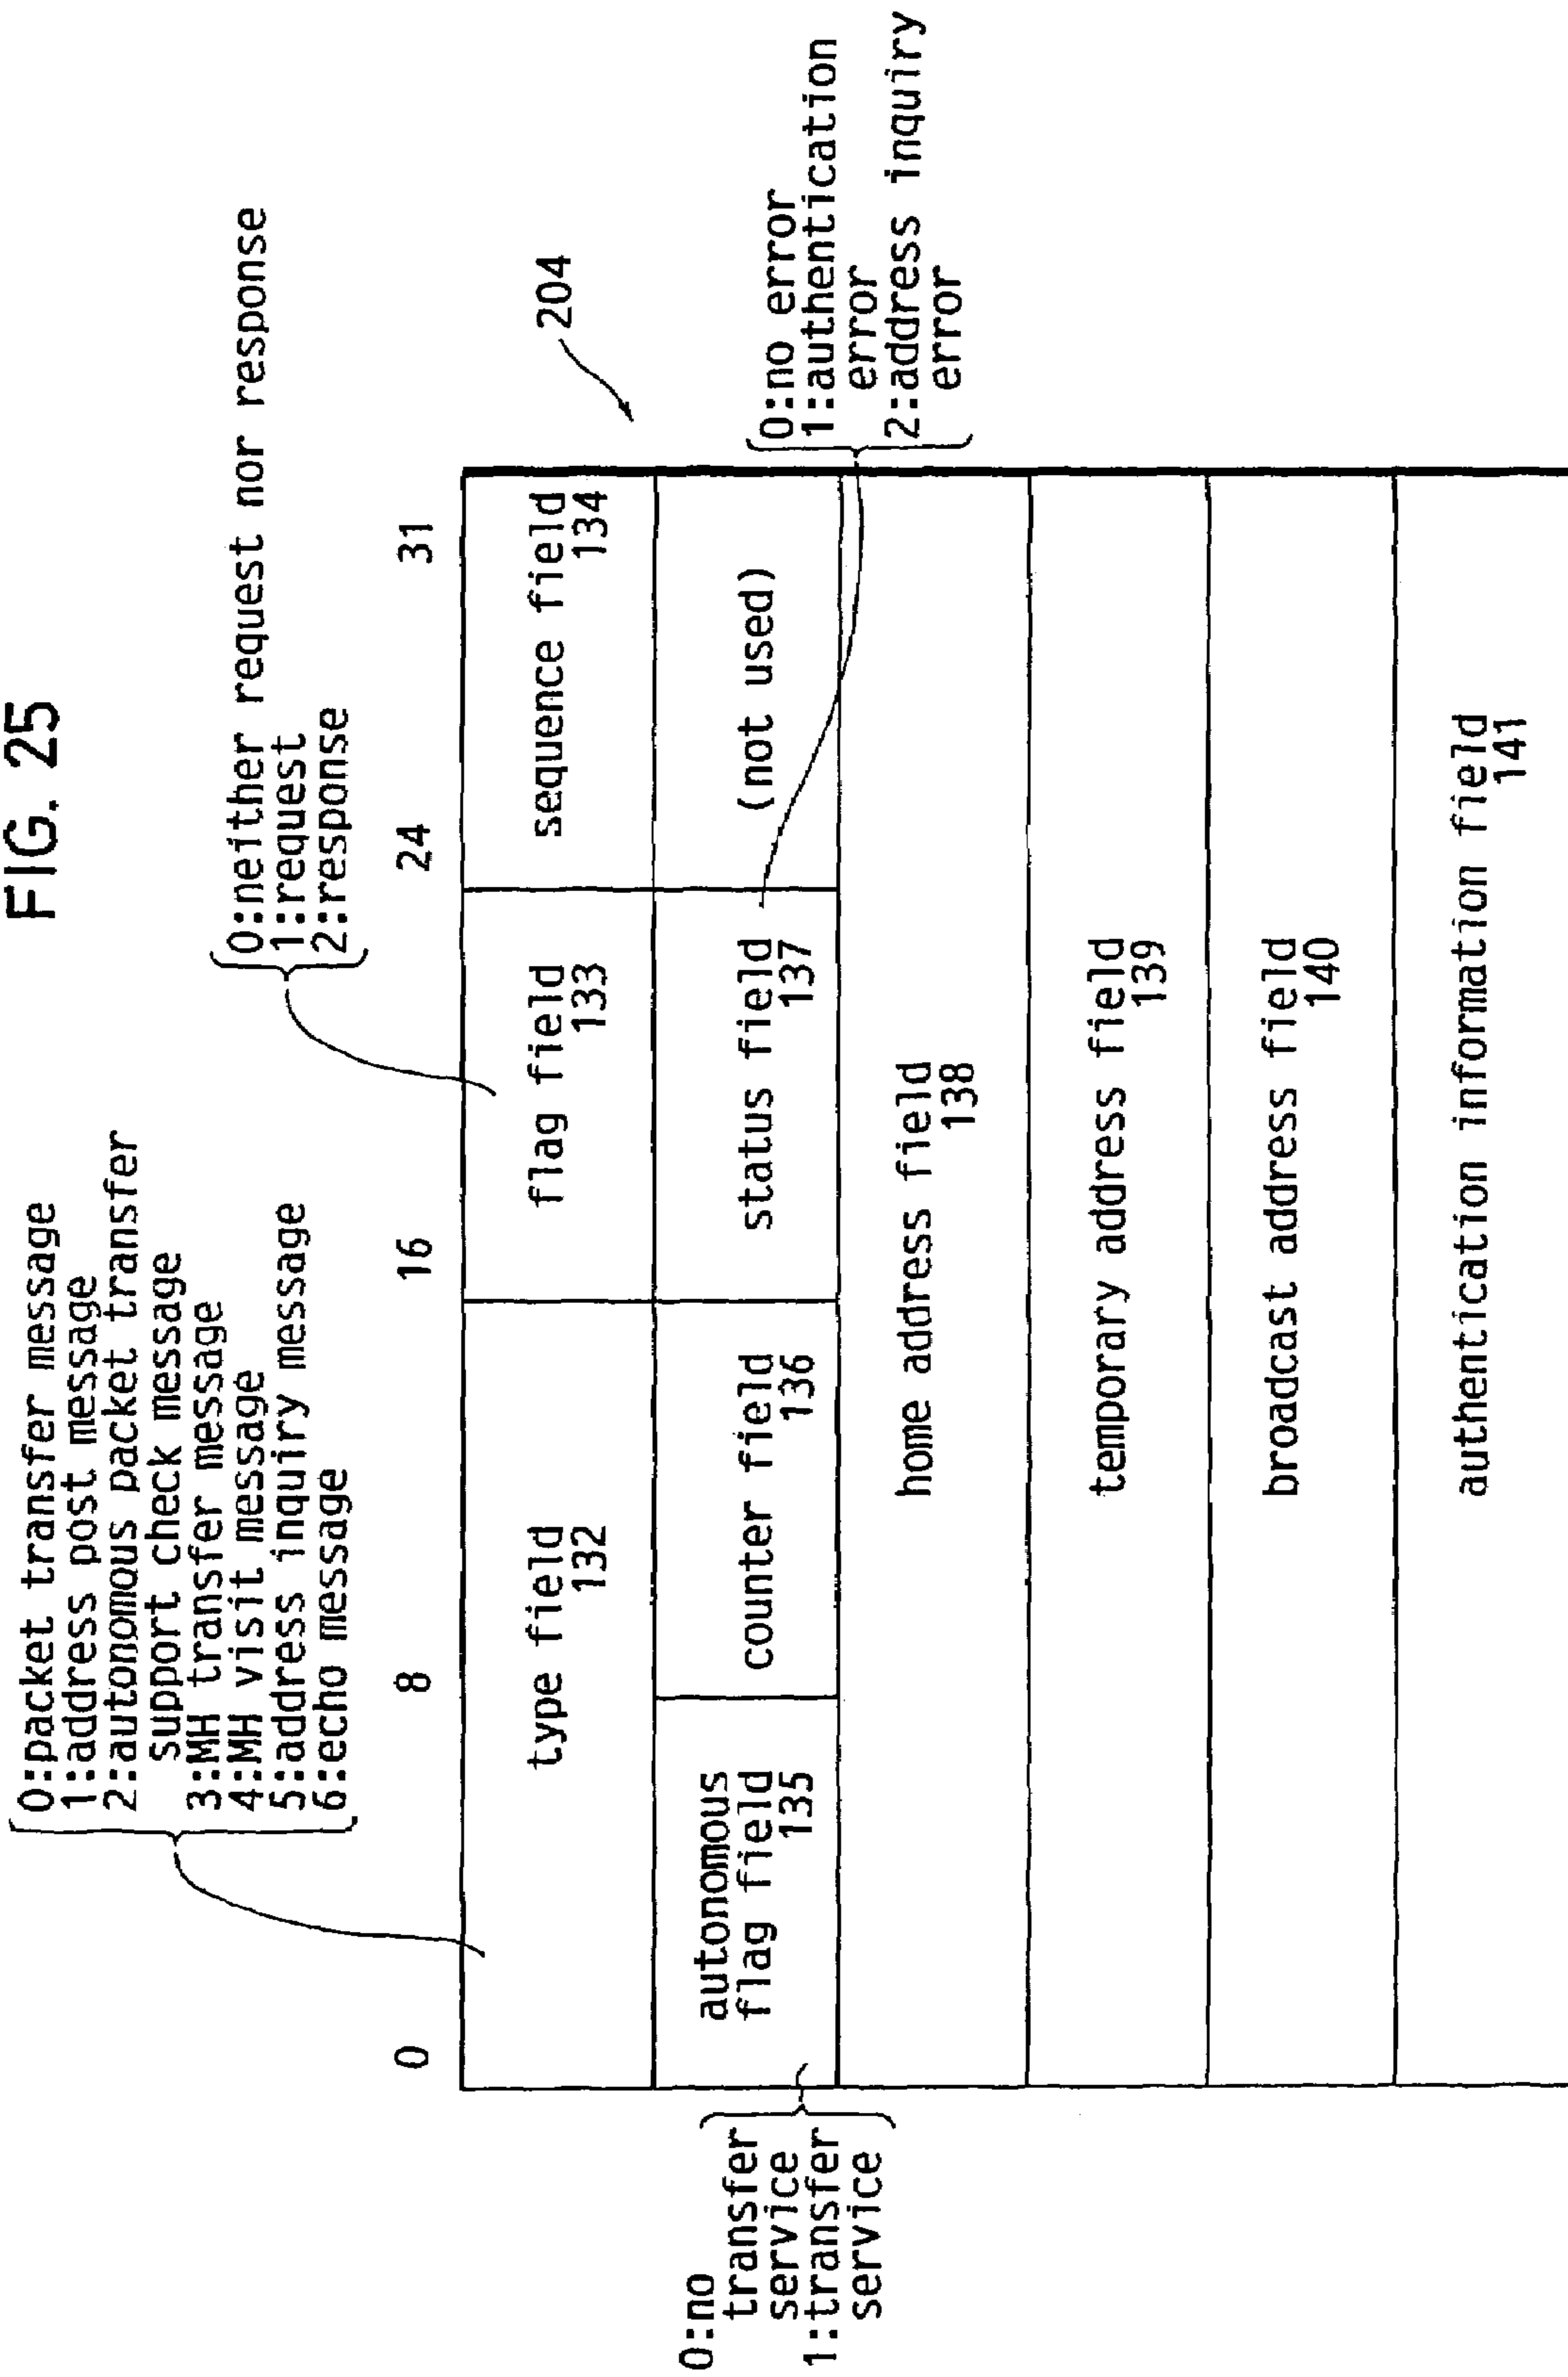 FIG. 25
0:packet transfer message
1:address post message
2:autonomous packet transfer
support check message
3:MH transfer message
4:MH visit message
5:address inquiry message
6:echo message
0:neither request nor response
1:request
2:response
0
8
16
24
31
204
type field
132
flag field
133
sequence field
134
0:no
transfer
service
1:transfer
service
autonomous
flag field
135
counter field
136
status field
137
(not used)
0:no error
1:authentication
error
2:address inquiry
error
home address field
138
temporary address field
139
broadcast address field
140
authentication information field
141